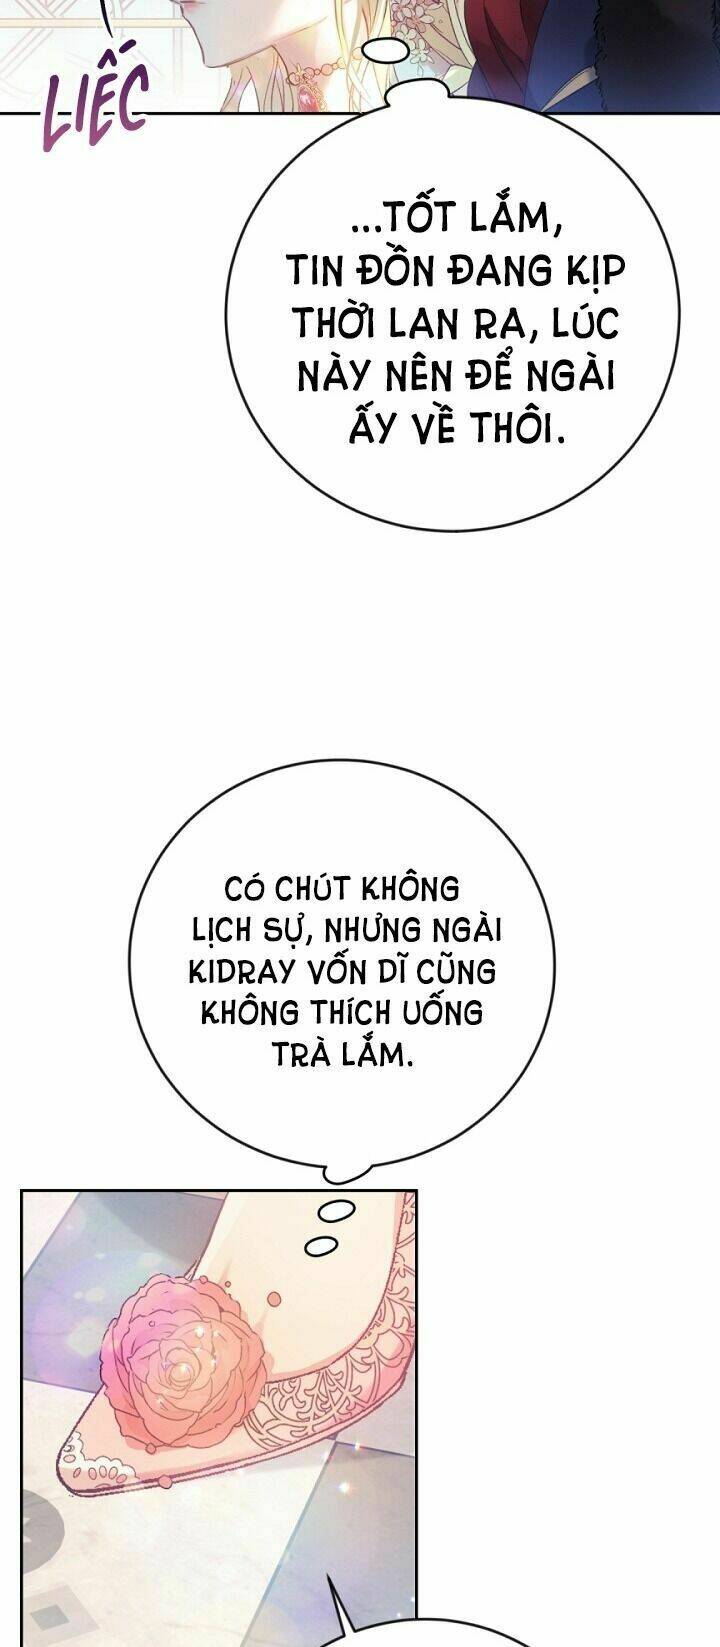 LIẾC
...TỐT LẮM,
TIN ĐỒN ĐANG KỊP
THỜI LAN RA, LÚC
NÀY NÊN ĐỂ NGÀI
ẤY VỀ THÔI.
CÓ CHÚT KHÔNG
LỊCH SỰ, NHƯNG NGÀI
KIDRAY VỐN DĨ CŨNG
KHÔNG THÍCH UỐNG
TRÀ LẮM.